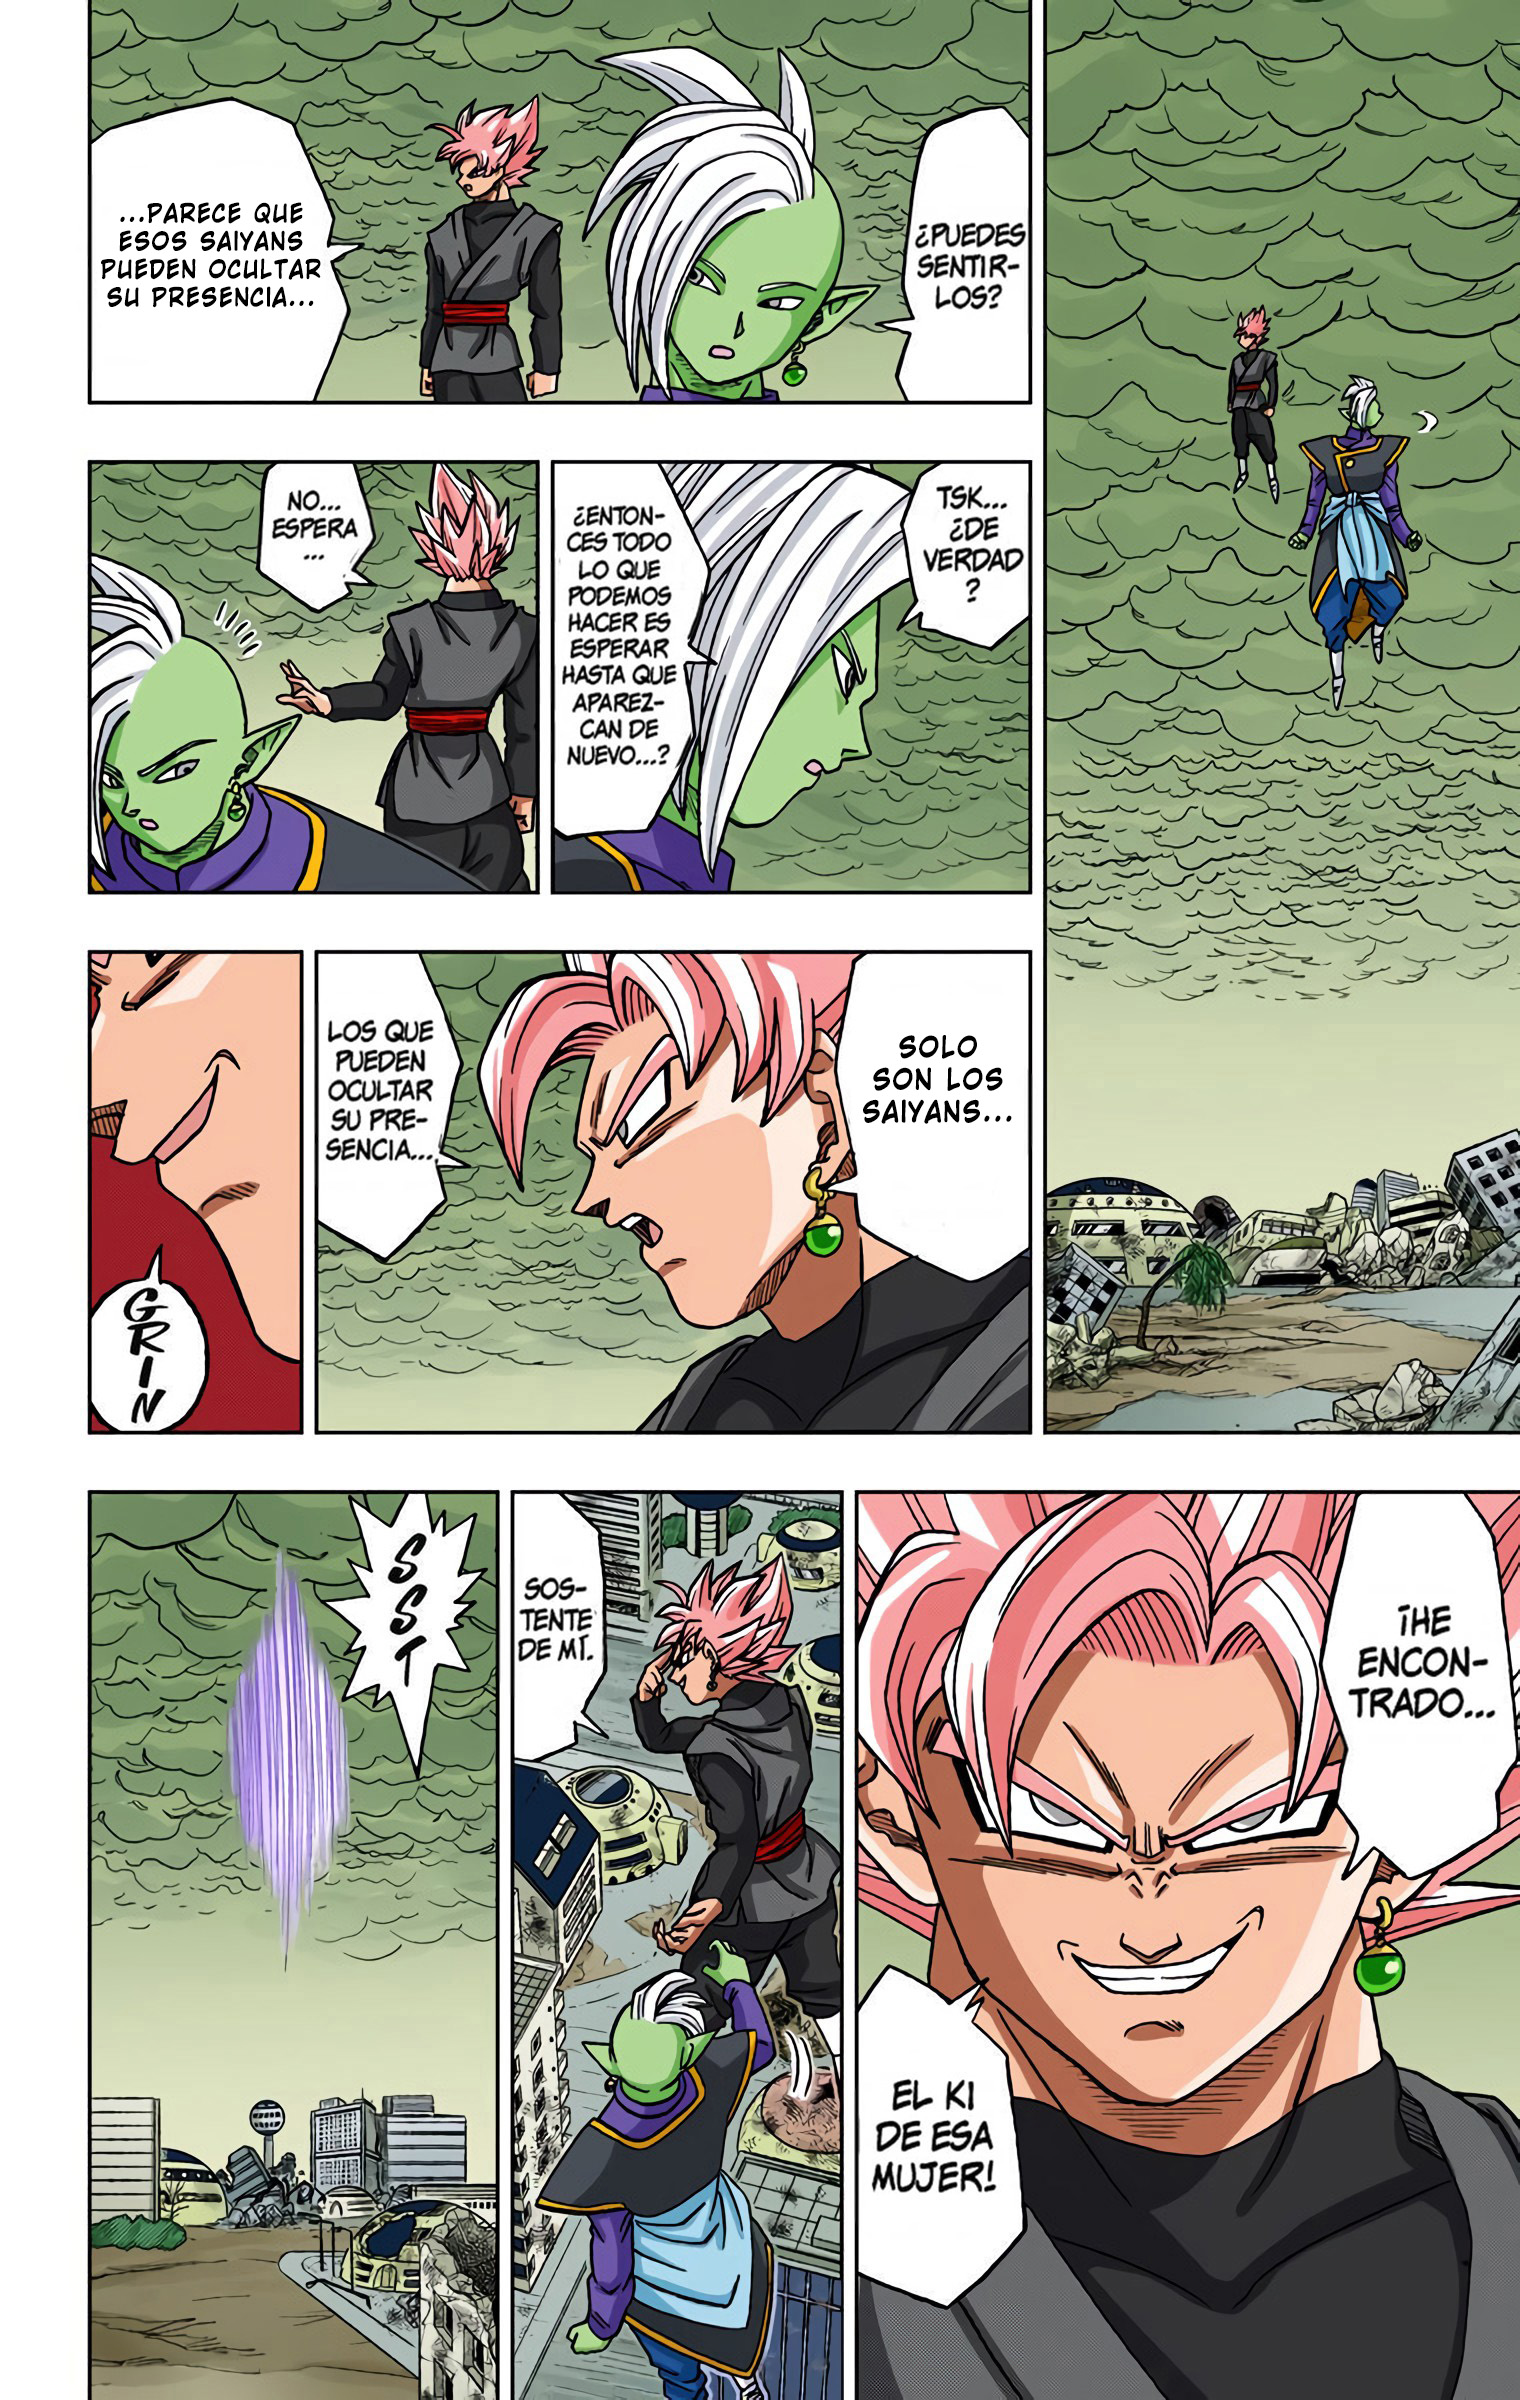 ¿PUEDES
SENTIR-
LOS?
...PARECE QUE
ESOS SAIYANS
PUEDEN OCULTAR
SU PRESENCIA...
TSK...
¿DE
VERDAD
?
¿ENTON-
CES TODO
LO QUE
PODEMOS
HACER ES
ESPERAR
HASTA QUE
APAREZ-
CAN DE
NUEVO...?
NO...
ESPERA
...
SOLO
SON LOS
SAIYANS...
LOS QUE
PUEDEN
OCULTAR
SU PRE-
SENCIA...
GRIN
¡HE
ENCON-
TRADO...
EL KI
DE ESA
MUJER!
SOS-
TENTE
DE MÍ.
SST